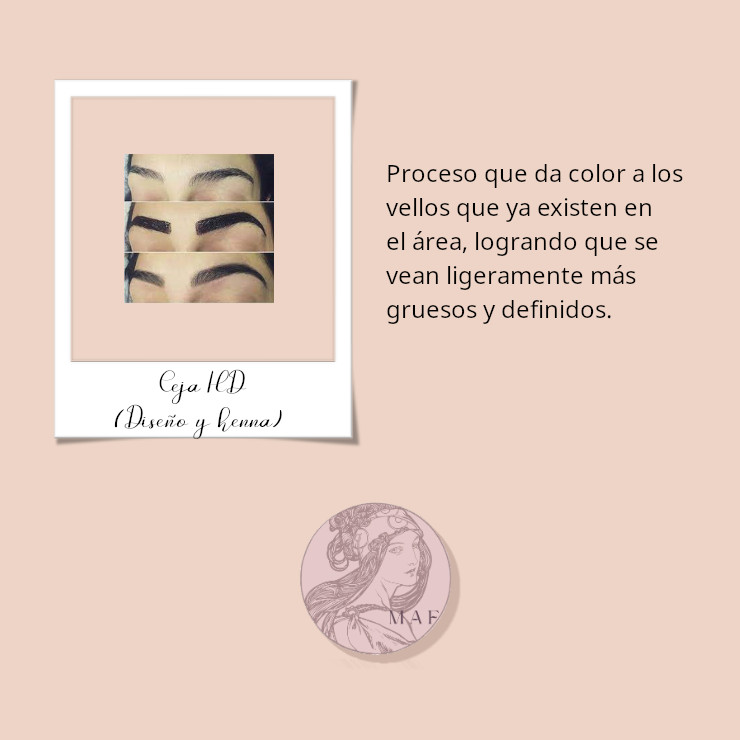 Proceso que da color a los
vellos que ya existen en
el área, logrando que se
vean ligeramente más
gruesos y definidos.
Ceja HD
(Diseño y henna)
MAF